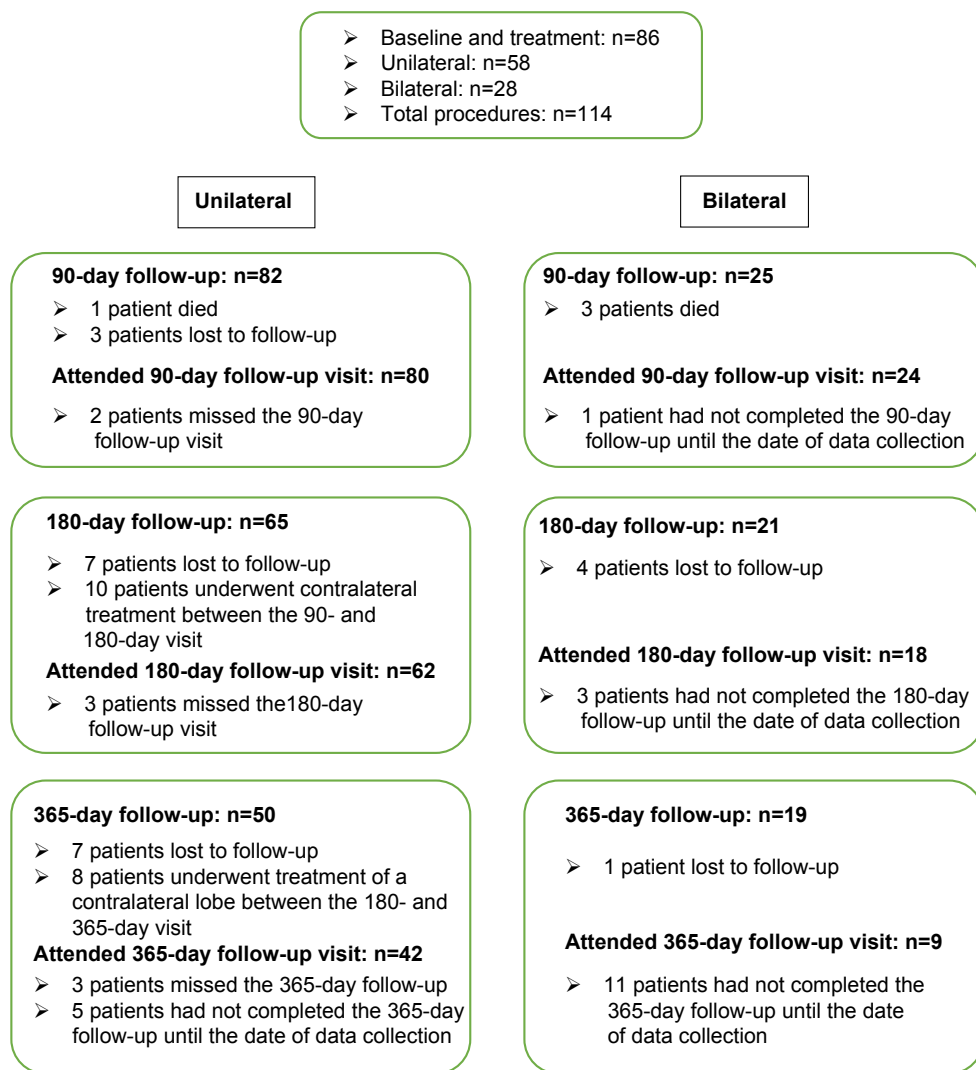 ➢ Baseline and treatment: n=86
➢ Unilateral: n=58
➢ Bilateral: n=28
➢ Total procedures: n=114
Unilateral
90-day follow-up: n=82
➢ 1 patient died
➢ 3 patients lost to follow-up
Attended 90-day follow-up visit: n=80
➢ 2 patients missed the 90-day
follow-up visit
180-day follow-up: n=65
➢ 7 patients lost to follow-up
➢ 10 patients underwent contralateral
treatment between the 90- and
180-day visit
Attended 180-day follow-up visit: n=62
➢ 3 patients missed the180-day
follow-up visit
365-day follow-up: n=50
➢ 7 patients lost to follow-up
➢ 8 patients underwent treatment of a
contralateral lobe between the 180- and
365-day visit
Attended 365-day follow-up visit: n=42
➢ 3 patients missed the 365-day follow-up
➢ 5 patients had not completed the 365-day
follow-up until the date of data collection
Bilateral
90-day follow-up: n=25
➢ 3 patients died
Attended 90-day follow-up visit: n=24
➢ 1 patient had not completed the 90-day
follow-up until the date of data collection
180-day follow-up: n=21
➢ 4 patients lost to follow-up
Attended 180-day follow-up visit: n=18
➢ 3 patients had not completed the 180-day
follow-up until the date of data collection
365-day follow-up: n=19
➢ 1 patient lost to follow-up
Attended 365-day follow-up visit: n=9
➢ 11 patients had not completed the
365-day follow-up until the date
of data collection